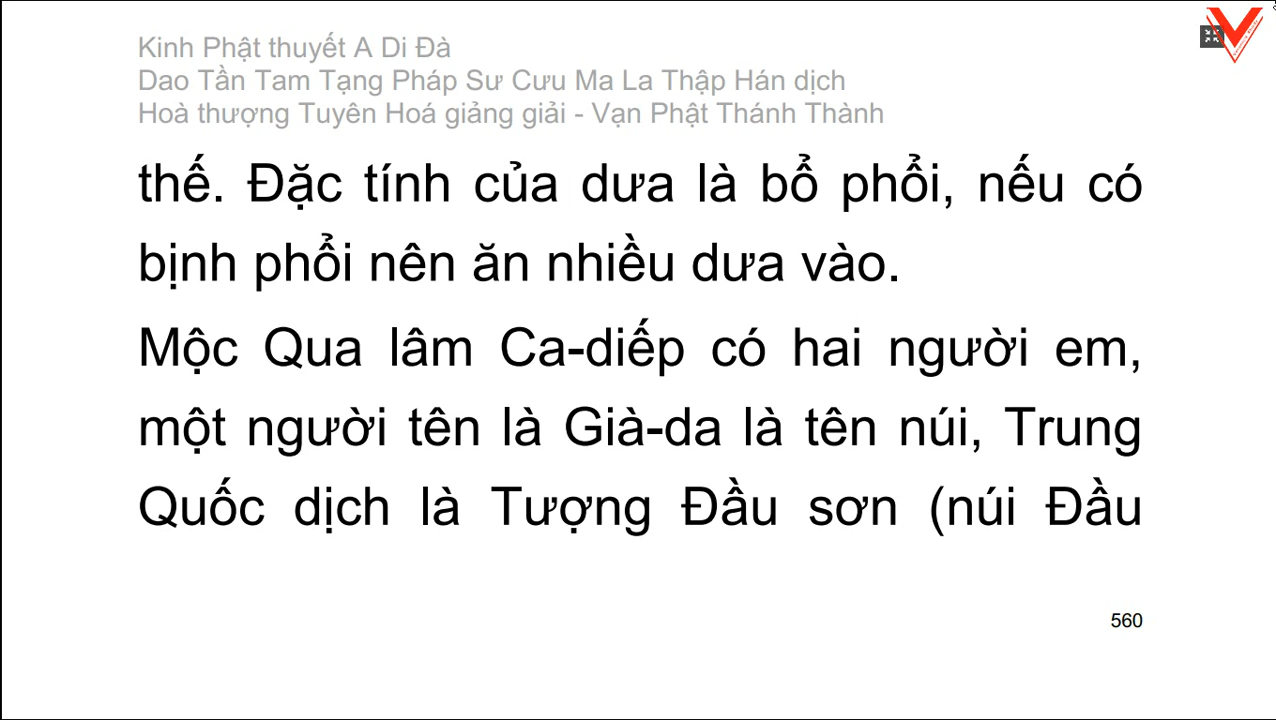 Kinh Phật thuyết A Di Đà
Dao Tần Tam Tạng Pháp Sư Cưu Ma La Thập Hán dịch
Hoà thượng Tuyên Hoá giảng giải - Vạn Phật Thánh Thành
thế. Đặc tính của dưa là bổ phổi, nếu có
bịnh phổi nên ăn nhiều dưa vào.
Mộc Qua lâm Ca-diếp có hai người em,
một người tên là Già-da là tên núi, Trung
Quốc dịch là Tượng Đầu sơn (núi Đầu
560